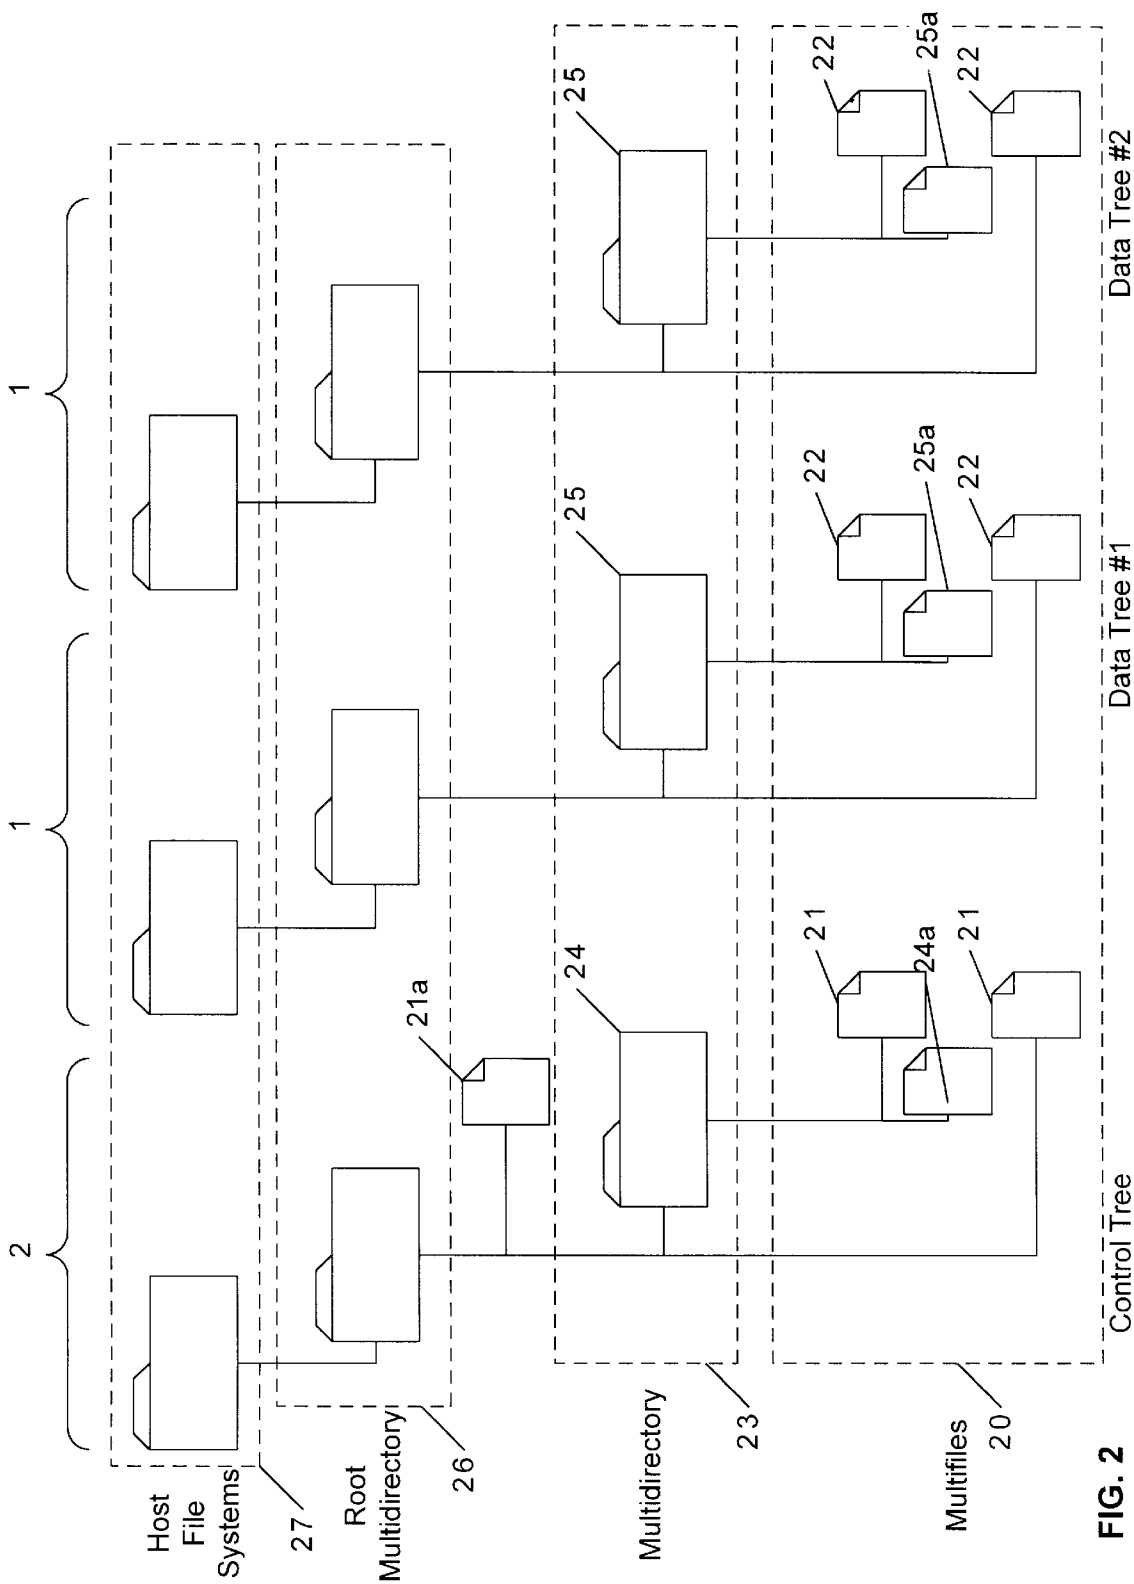 2
1
1
Host
File
Systems
27
Root
Multidirectory
26
21a
Multidirectory
23
24
25
25
Multifiles
20
21
24a
21
22
25a
22
22
25a
22
Control Tree
Data Tree #1
Data Tree #2
FIG. 2